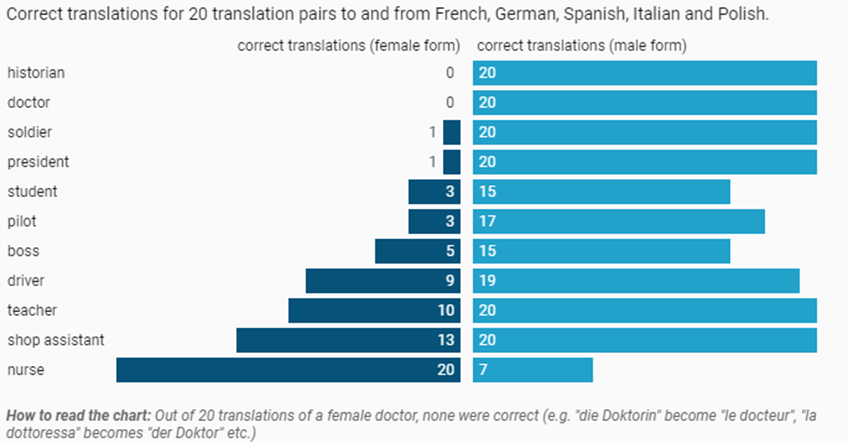 Correct translations for 20 translation pairs to and from French, German, Spanish, Italian and Polish.
correct translations (female form) correct translations (male form)
historian 0 20
doctor 0 20
soldier 1 20
president 1 20
student 3 15
pilot 3 17
boss 5 15
driver 9 19
teacher 10 20
shop assistant 13 20
nurse 20 7
How to read the chart: Out of 20 translations of a female doctor, none were correct (e.g. "die Doktorin" become "le docteur", "la
dottoressa" becomes "der Doktor" etc.)